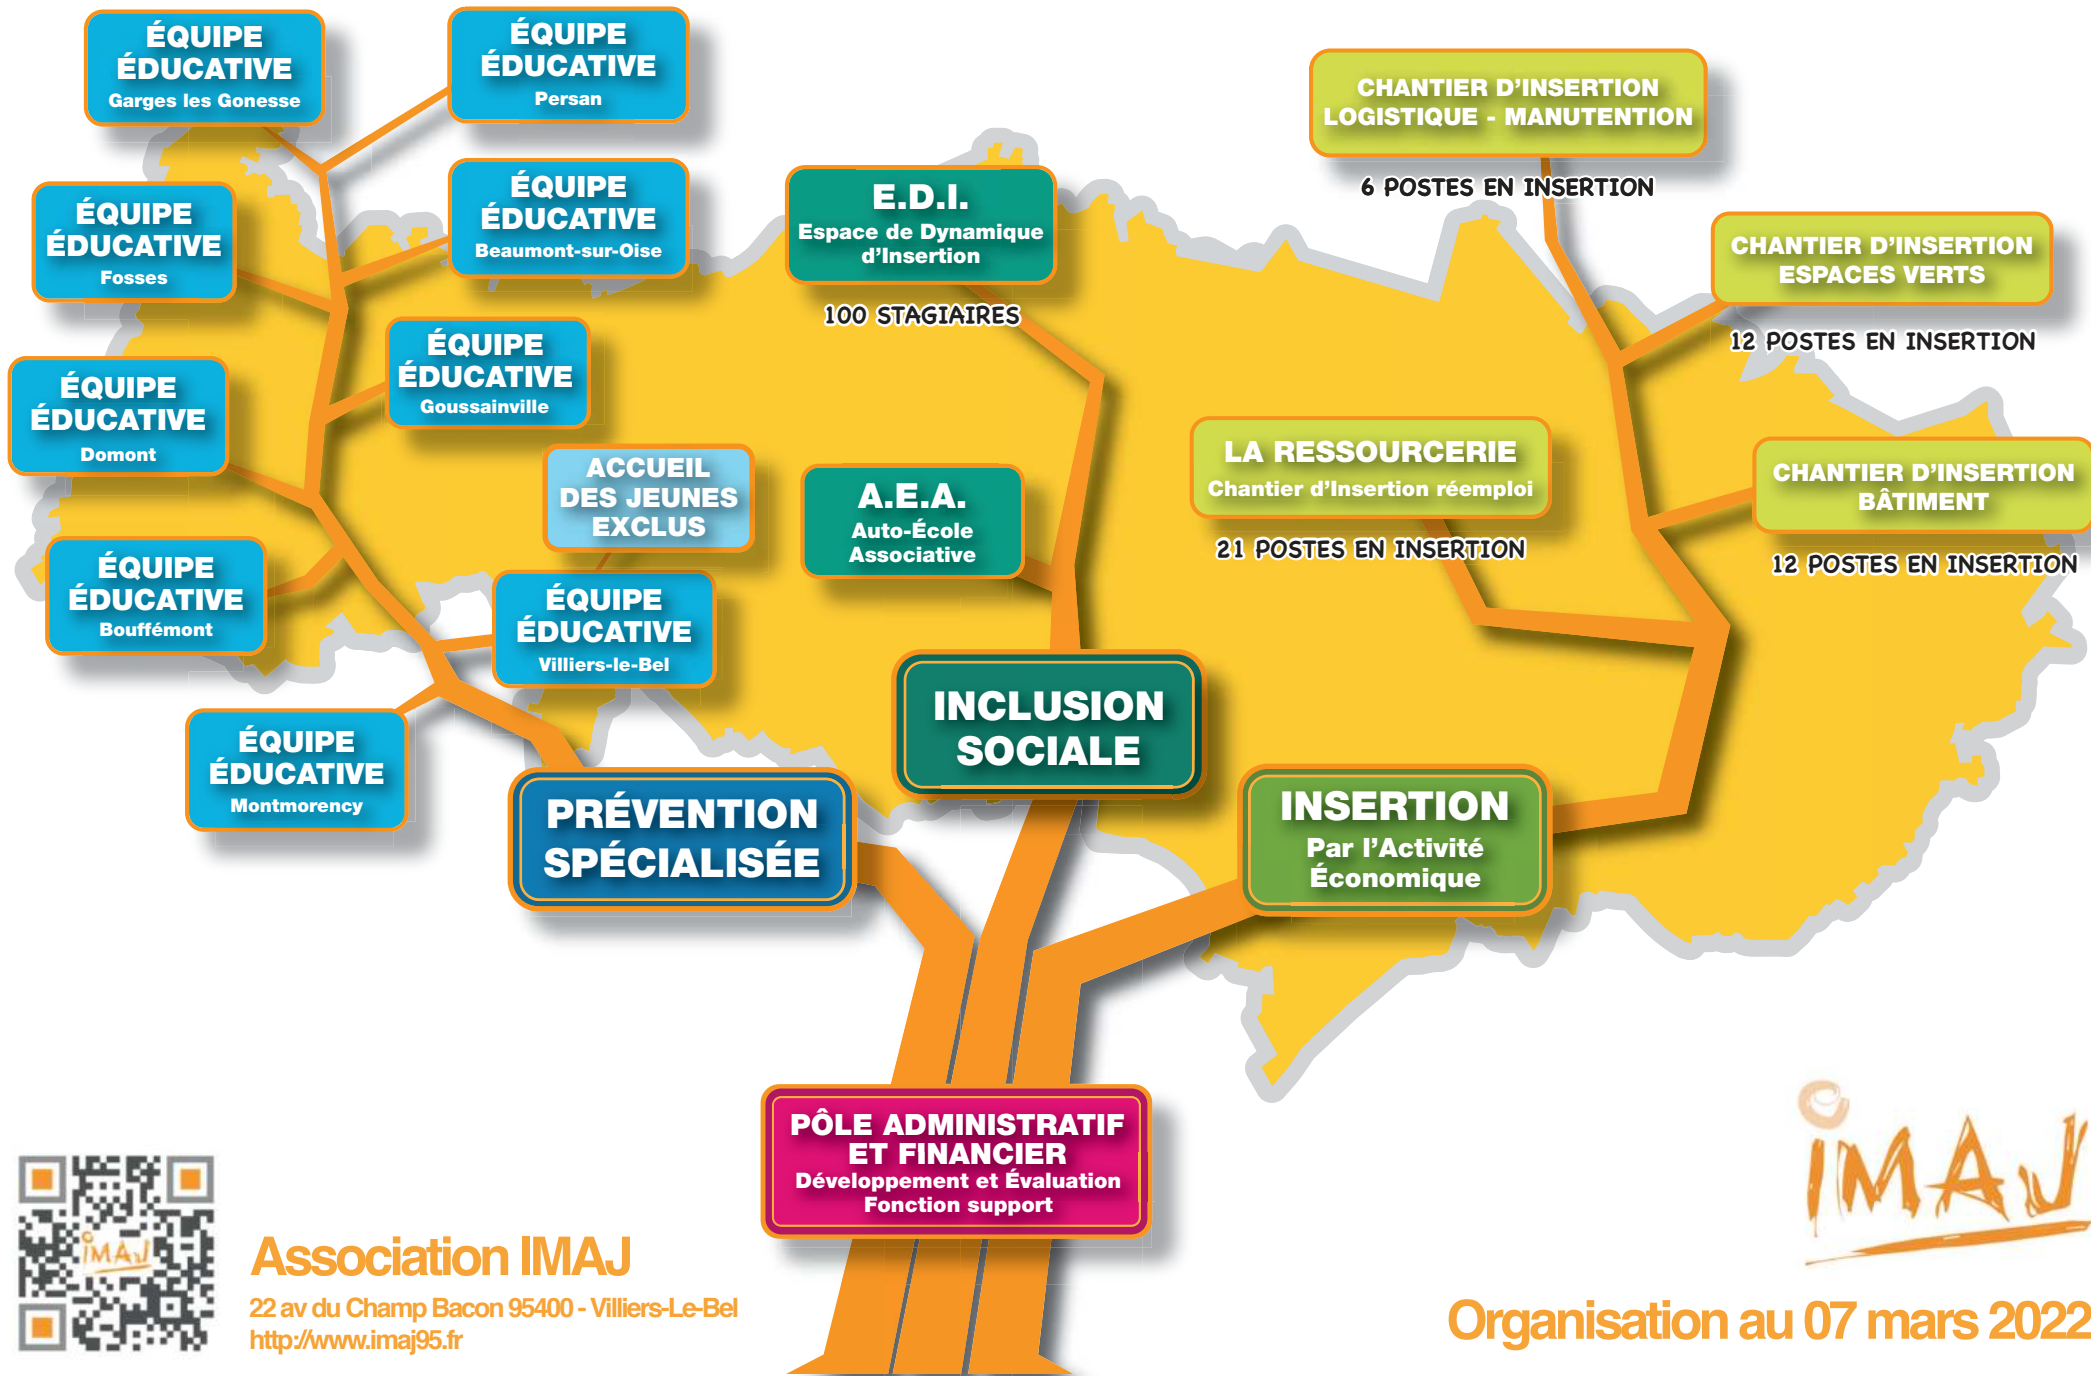 ÉQUIPE
ÉDUCATIVE
Garges les Gonesse
ÉQUIPE
ÉDUCATIVE
Persan
ÉQUIPE
ÉDUCATIVE
Fosses
ÉQUIPE
ÉDUCATIVE
Beaumont-sur-Oise
ÉQUIPE
ÉDUCATIVE
Domont
ÉQUIPE
ÉDUCATIVE
Goussainville
ACCUEIL
DES JEUNES
EXCLUS
ÉQUIPE
ÉDUCATIVE
Bouffémont
ÉQUIPE
ÉDUCATIVE
Villiers-le-Bel
ÉQUIPE
ÉDUCATIVE
Montmorency
PRÉVENTION
SPÉCIALISÉE
E.D.I.
Espace de Dynamique
d'Insertion
100 STAGIAIRES
A.E.A.
Auto-École
Associative
INCLUSION
SOCIALE
CHANTIER D'INSERTION
LOGISTIQUE - MANUTENTION
6 POSTES EN INSERTION
CHANTIER D'INSERTION
ESPACES VERTS
12 POSTES EN INSERTION
LA RESSOURCERIE
Chantier d'Insertion réemploi
21 POSTES EN INSERTION
CHANTIER D'INSERTION
BÂTIMENT
12 POSTES EN INSERTION
INSERTION
Par l'Activité
Économique
PÔLE ADMINISTRATIF
ET FINANCIER
Développement et Évaluation
Fonction support
IMAJ
Association IMAJ
22 av du Champ Bacon 95400 - Villiers-Le-Bel
http://www.imaj95.fr
IMAJ
Organisation au 07 mars 2022